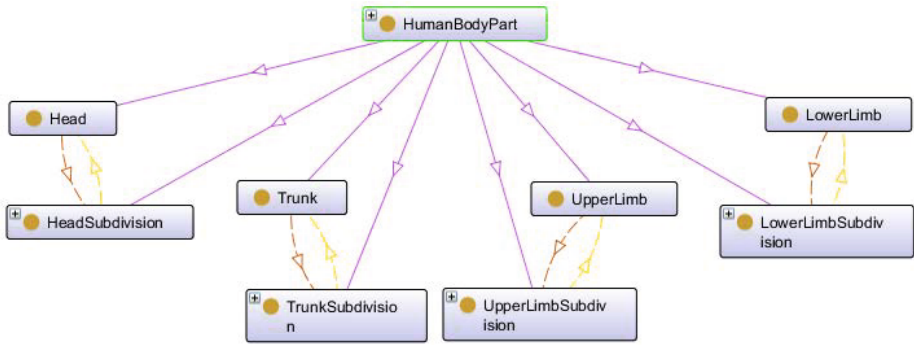 HumanBodyPart
Head
LowerLimb
Trunk
UpperLimb
HeadSubdivision
LowerLimbSubdiv
ision
TrunkSubdivisio
n
UpperLimbSubdiv
ision